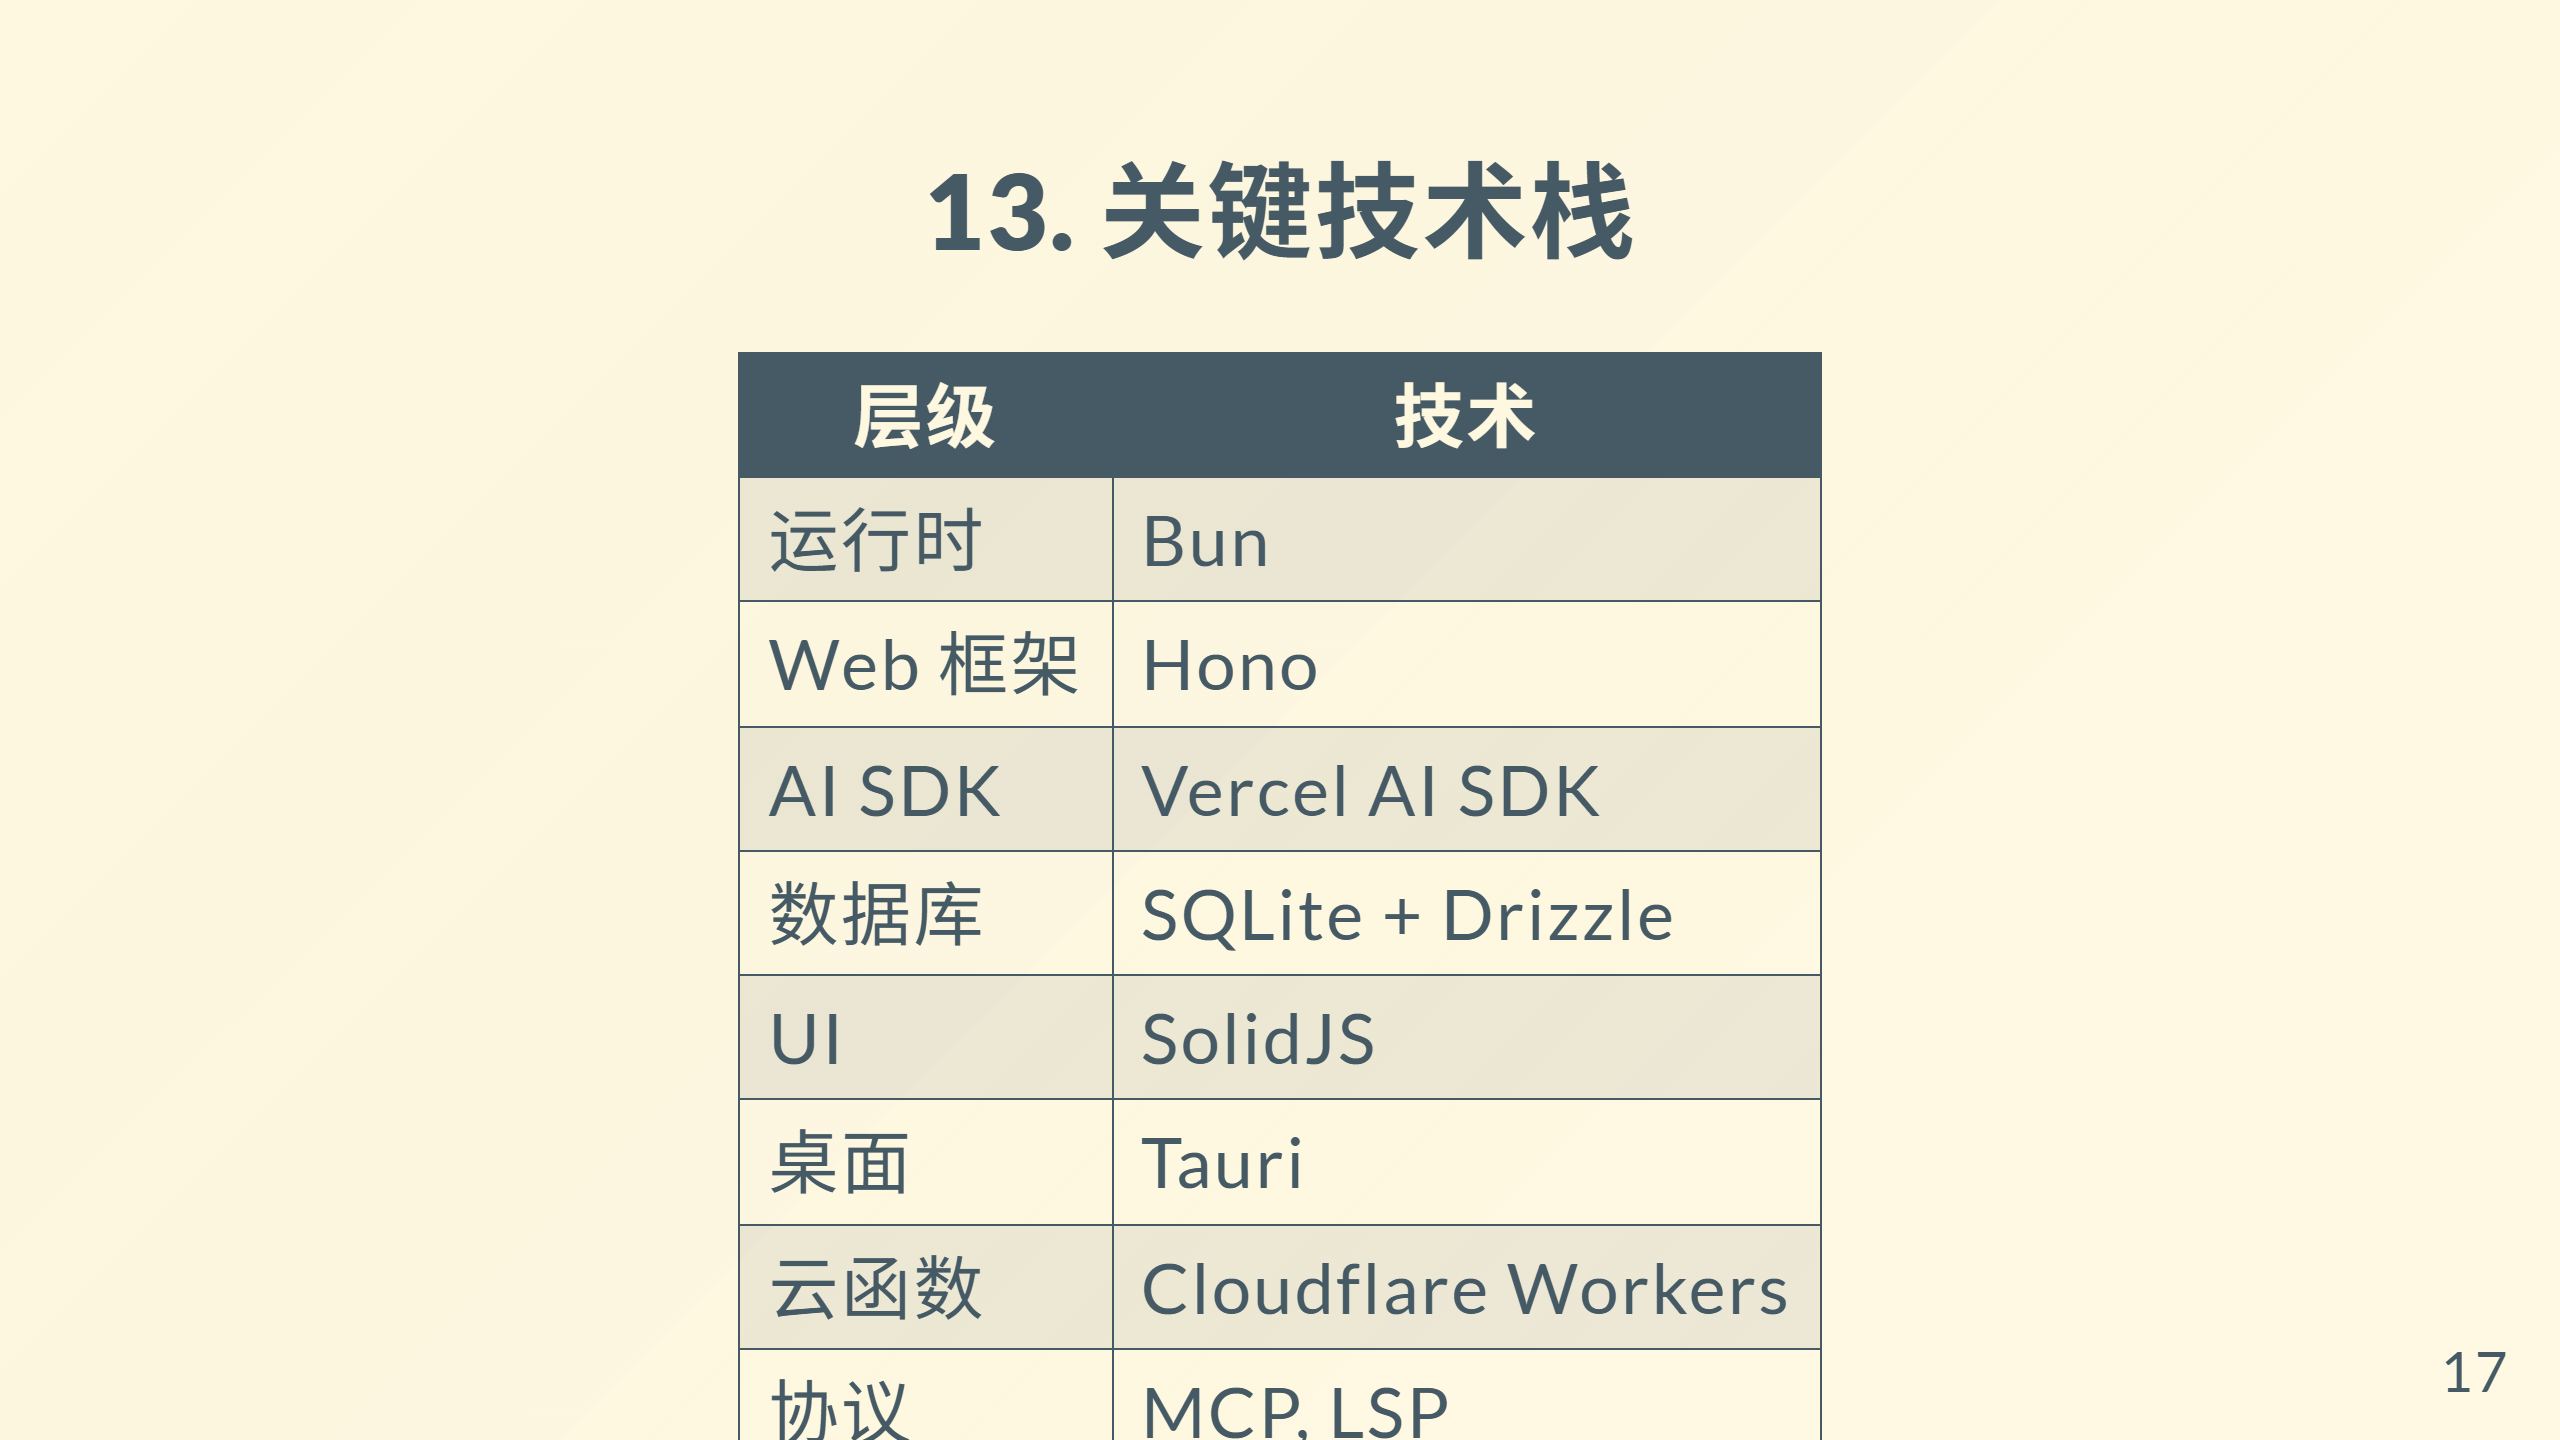 13. 关键技术栈
层级 技术
运行时 Bun
Web 框架 Hono
AI SDK Vercel AI SDK
数据库 SQLite + Drizzle
UI SolidJS
桌面 Tauri
云函数 Cloudflare Workers
协议 MCP, LSP
17